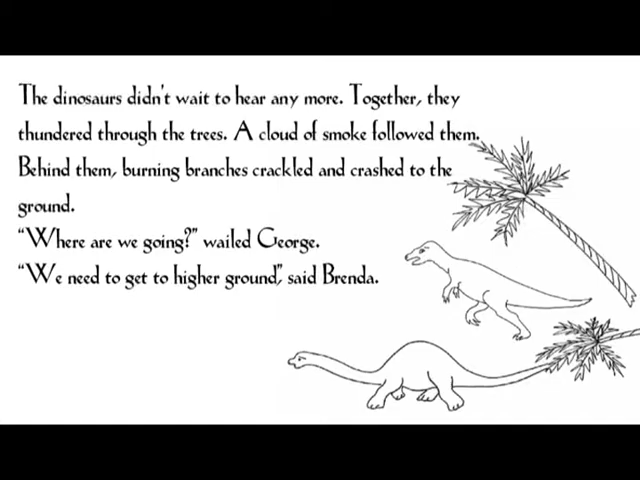 The dinosaurs didn't wait to hear any more. Together, they
thundered through the trees. A cloud of smoke followed them.
Behind them, burning branches crackled and crashed to the
ground.
“Where are we going?” wailed George.
“We need to get to higher ground”, said Brenda.